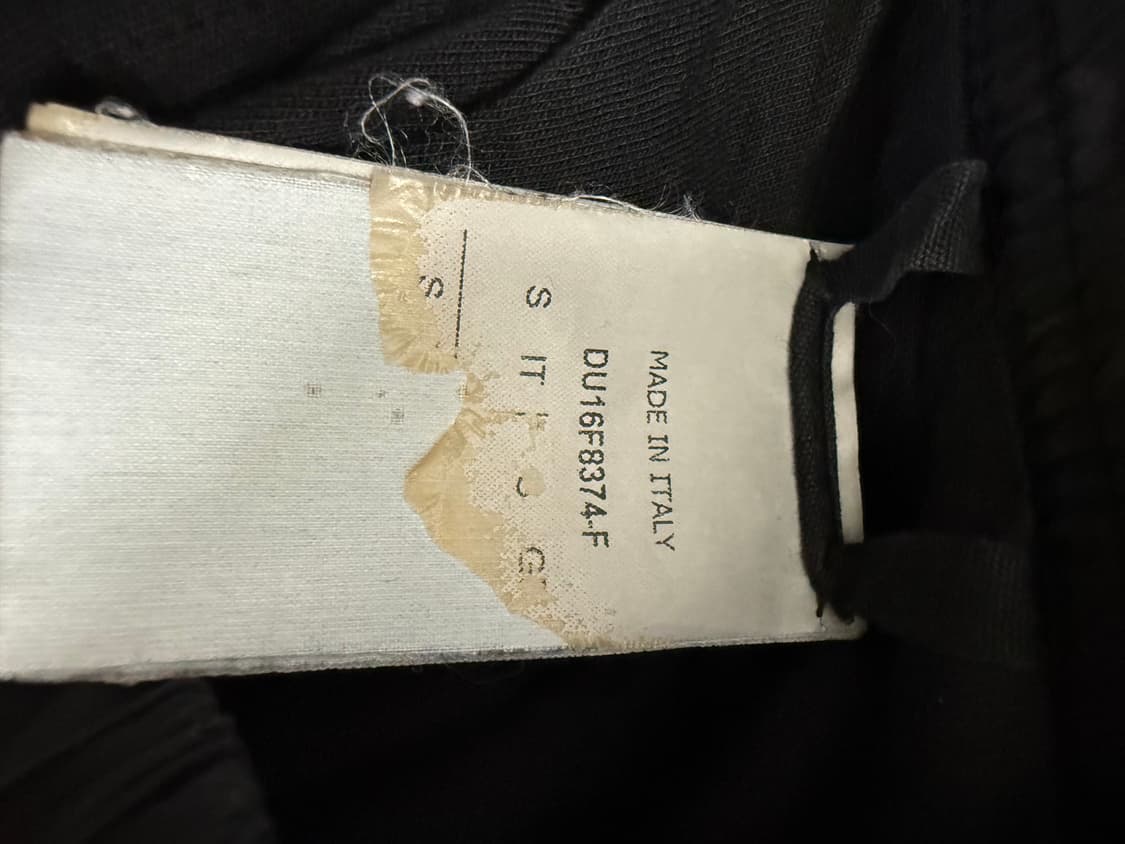 MADE IN ITALY
DU16F8374-F
S IT
S